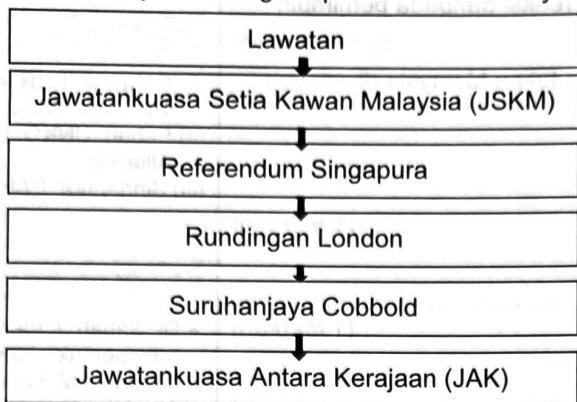 Lawatan
Jawatankuasa Setia Kawan Malaysia (JSKM)
Referendum Singapura
Rundingan London
Suruhanjaya Cobbold
Jawatankuasa Antara Kerajaan (JAK)